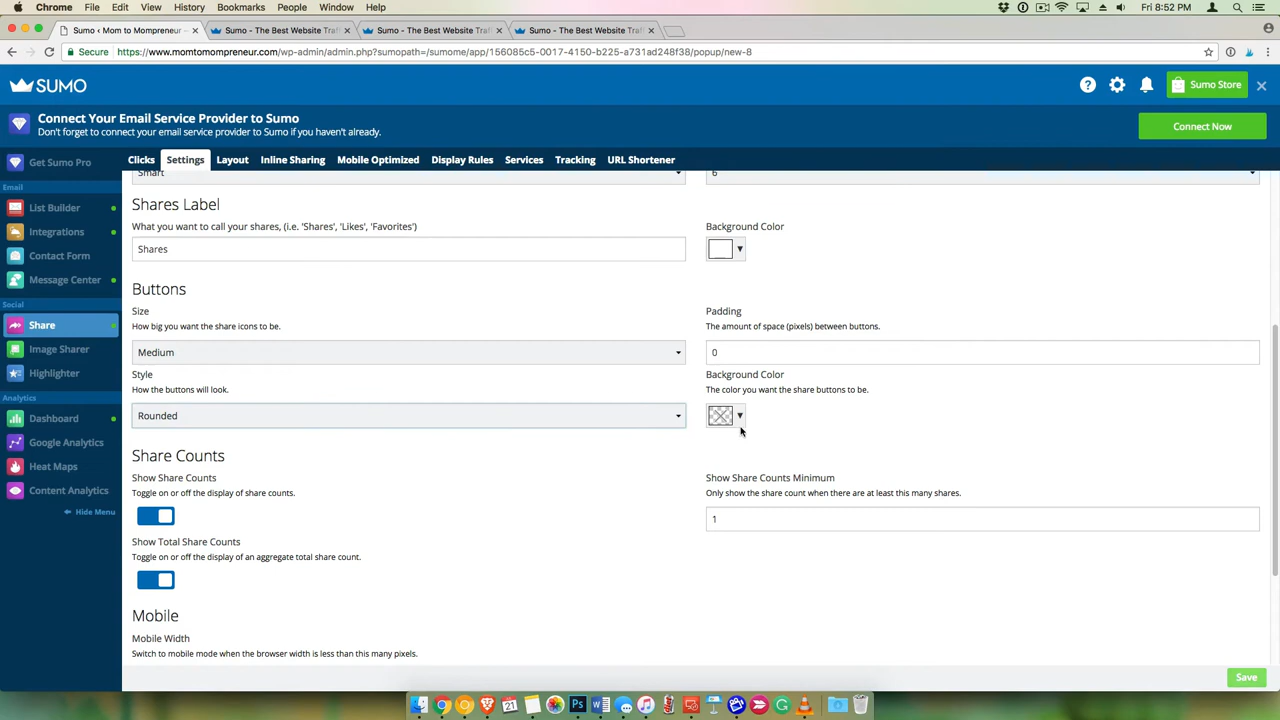 Chrome File Edit View History Bookmarks People Window Help Fri 8:52 PM
Sumo ‹ Mom to Mompreneur — Sumo - The Best Website Traf Sumo - The Best Website Traf Sumo - The Best Website Traf
Secure https://www.momtomompreneur.com/wp-admin/admin.php?sumopath=/sumome/app/156085c5-0017-4150-b225-a731ad248f38/popup/new-8
SUMO Sumo Store
Connect Your Email Service Provider to Sumo
Don't forget to connect your email service provider to Sumo if you haven't already.
Connect Now
Get Sumo Pro
Clicks Settings Layout Inline Sharing Mobile Optimized Display Rules Services Tracking URL Shortener
Email
List Builder
Integrations
Contact Form
Message Center
Social
Share
Image Sharer
Highlighter
Analytics
Dashboard
Google Analytics
Heat Maps
Content Analytics
Hide Menu
Smart 6
Shares Label
What you want to call your shares, (i.e. 'Shares', 'Likes', 'Favorites') Background Color
Shares
Buttons
Size Padding
How big you want the share icons to be. The amount of space (pixels) between buttons.
Medium 0
Style Background Color
How the buttons will look. The color you want the share buttons to be.
Rounded
Share Counts
Show Share Counts Show Share Counts Minimum
Toggle on or off the display of share counts. Only show the share count when there are at least this many shares.
1
Show Total Share Counts
Toggle on or off the display of an aggregate total share count.
Mobile
Mobile Width
Switch to mobile mode when the browser width is less than this many pixels.
Save
21 Ps